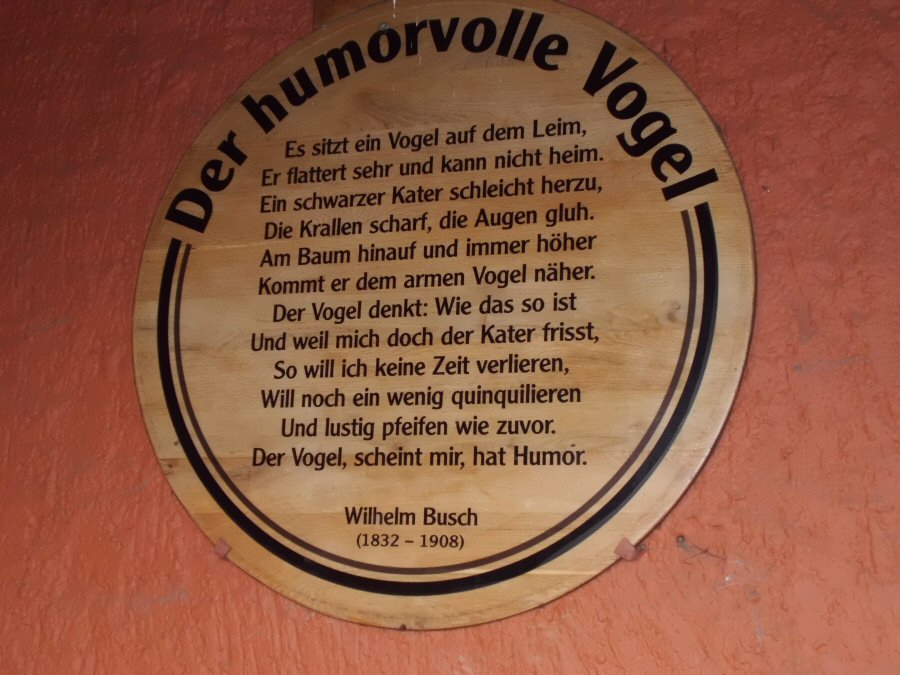 Der humorvolle Vogel
Es sitzt ein Vogel auf dem Leim,
Er flattert sehr und kann nicht heim.
Ein schwarzer Kater schleicht herzu,
Die Krallen scharf, die Augen gluh.
Am Baum hinauf und immer höher
Kommt er dem armen Vogel näher.
Der Vogel denkt: Wie das so ist
Und weil mich doch der Kater frisst,
So will ich keine Zeit verlieren,
Will noch ein wenig quinquilieren
Und lustig pfeifen wie zuvor.
Der Vogel, scheint mir, hat Humor.
Wilhelm Busch
(1832 – 1908)